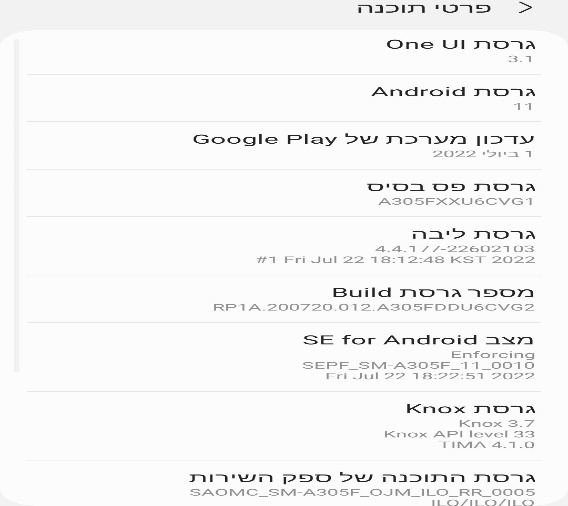 פרטי תוכנה
גרסת One UI
3.1
גרסת Android
11
עדכון מערכת של Google Play
1 ביולי 2022
גרסת פס בסיס
A305FXXU6CVG1
גרסת ליבה
4.4.177-22602103
#1 Fri Jul 22 18:12:48 KST 2022
מספר גרסת Build
RP1A.200720.012.A305FDDU6CVG2
מצב SE for Android
Enforcing
SEPF_SM-A305F_11_0010
Fri Jul 22 18:22:51 2022
גרסת Knox
Knox 3.7
Knox API level 33
TIMA 4.1.0
גרסת התוכנה של ספק השירות
SAOMC_SM-A305F_OJM_ILO_RR_0005
ILO/ILO/ILO